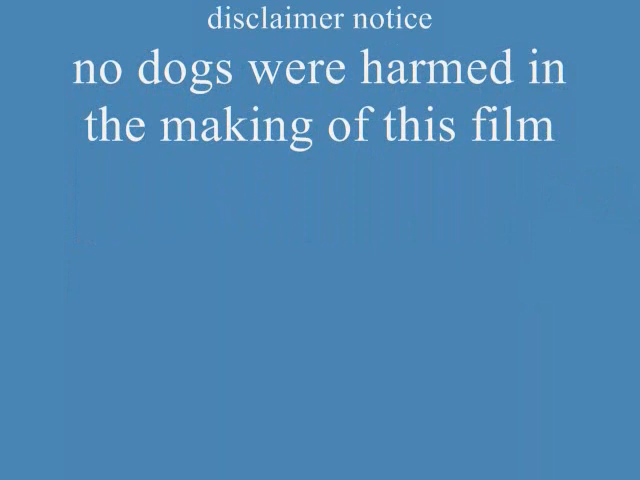 disclaimer notice
no dogs were harmed in
the making of this film